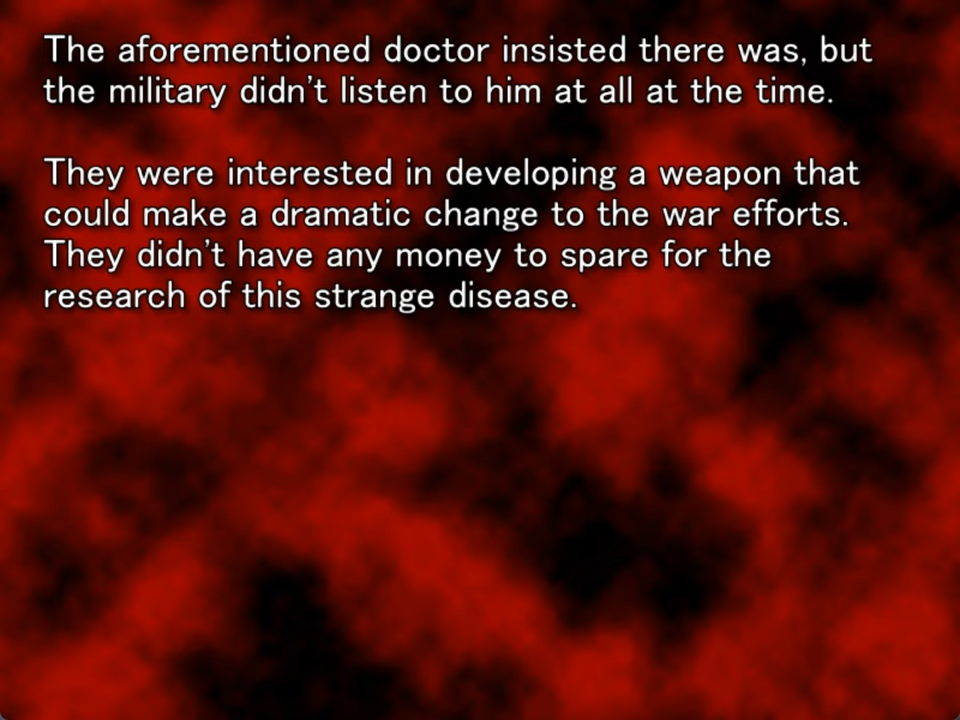 The aforementioned doctor insisted there was, but
the military didn't listen to him at all at the time.
They were interested in developing a weapon that
could make a dramatic change to the war efforts.
They didn't have any money to spare for the
research of this strange disease.